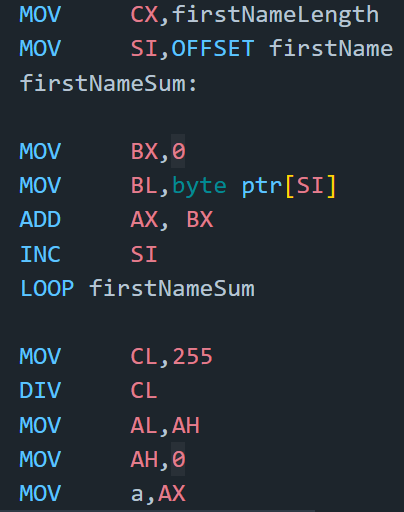 MOV CX,firstNameLength
MOV SI,OFFSET firstName
firstNameSum:
MOV BX,0
MOV BL,byte ptr[SI]
ADD AX, BX
INC SI
LOOP firstNameSum
MOV CL,255
DIV CL
MOV AL,AH
MOV AH,0
MOV a,AX